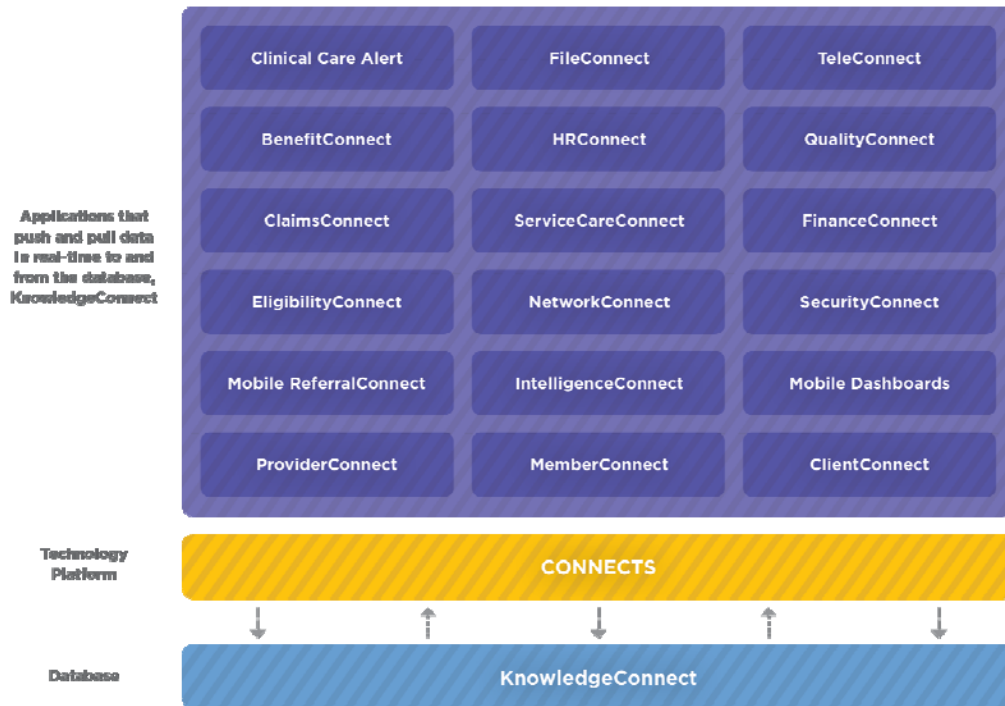 Clinical Care Alert
FileConnect
TeleConnect
BenefitConnect
HRConnect
QualityConnect
Applications that
push and pull data
in real-time to and
from the database,
KnowledgeConnect
ClaimsConnect
ServiceCareConnect
FinanceConnect
EligibilityConnect
NetworkConnect
SecurityConnect
Mobile ReferralConnect
IntelligenceConnect
Mobile Dashboards
ProviderConnect
MemberConnect
ClientConnect
Technology
Platform
CONNECTS
Database
KnowledgeConnect